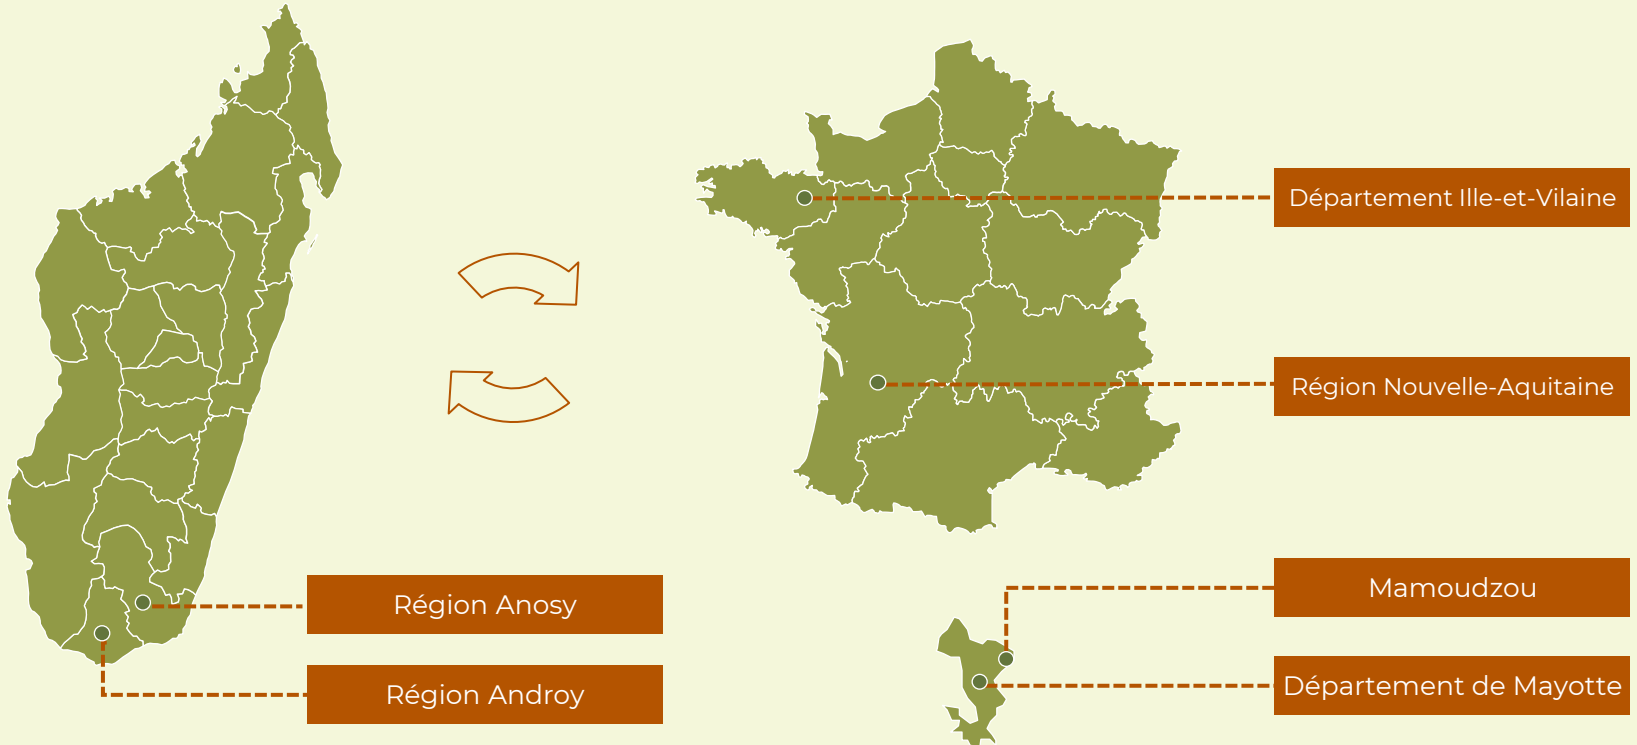 Département Ille-et-Vilaine
Région Nouvelle-Aquitaine
Région Anosy
Région Androy
Mamoudzou
Département de Mayotte